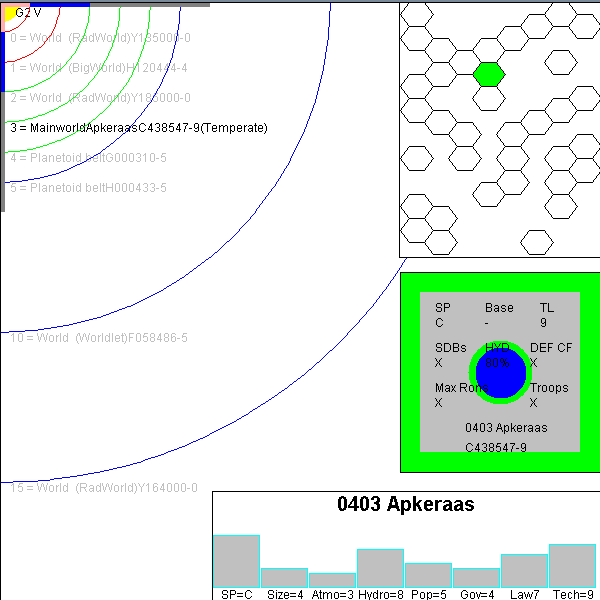 G2 V
0 = World (RadWorld)Y185000-0
1 = World (BigWorld)H120444-4
2 = World (RadWorld)Y185000-0
3 = MainworldApkeraasC438547-9(Temperate)
4 = Planetoid beltG000310-5
5 = Planetoid beltH000433-5
10 = World (Worldlet)F058486-5
15 = World (RadWorld)Y164000-0
SP Base TL
C - 9
SDBs HYD DEF CF
X 80% X
Max Ron Troops
X X
0403 Apkeraas
C438547-9
0403 Apkeraas
SP=C Size=4 Atmo=3 Hydro=8 Pop=5 Gov=4 Law7 Tech=9